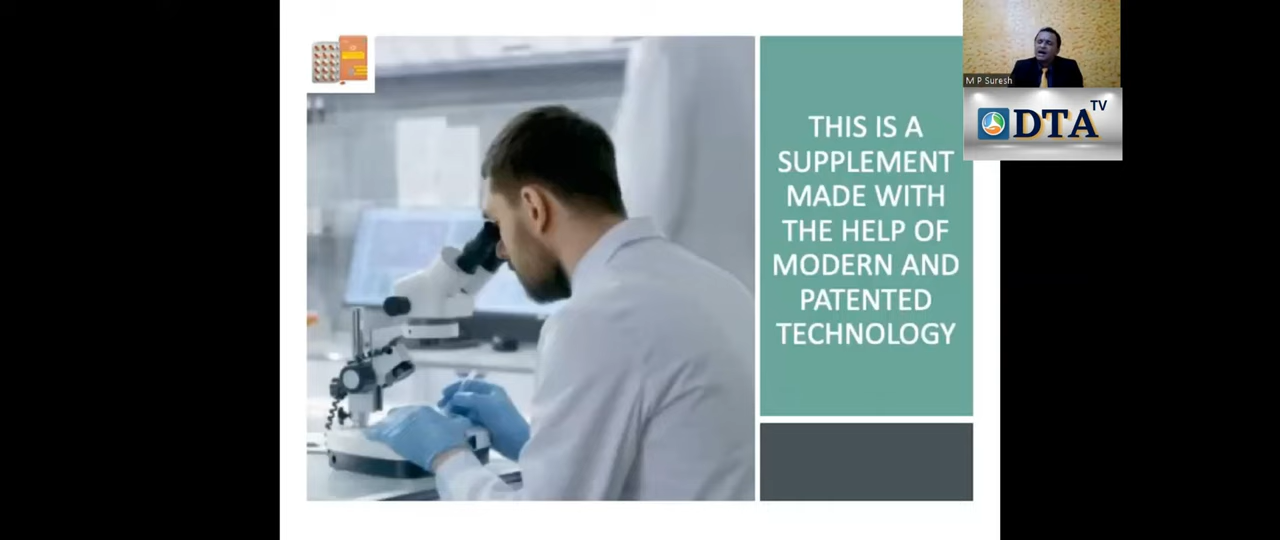 THIS IS A
SUPPLEMENT
MADE WITH
THE HELP OF
MODERN AND
PATENTED
TECHNOLOGY
M P Suresh
DTA TV